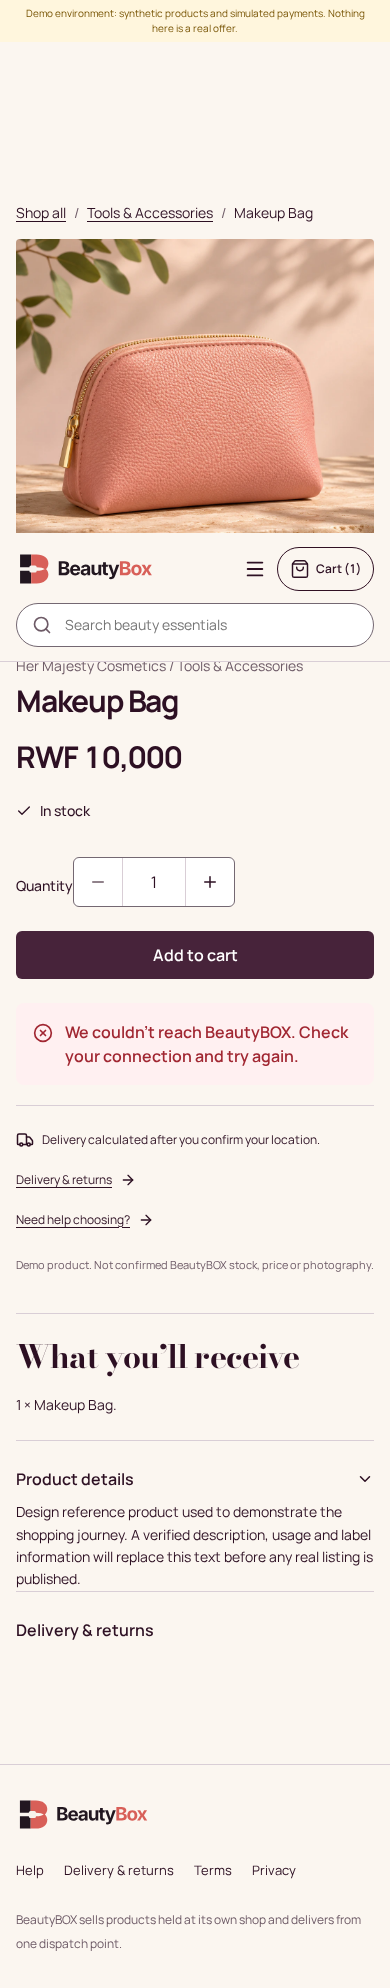 Demo environment: synthetic products and simulated payments. Nothing
here is a real offer.
Shop all / Tools & Accessories / Makeup Bag
BeautyBox
Cart (1)
Search beauty essentials
Her Majesty Cosmetics / Tools & Accessories
Makeup Bag
RWF 10,000
In stock
Quantity
1
Add to cart
We couldn't reach BeautyBOX. Check
your connection and try again.
Delivery calculated after you confirm your location.
Delivery & returns
Need help choosing?
Demo product. Not confirmed BeautyBOX stock, price or photography.
What you'll receive
1 × Makeup Bag.
Product details
Design reference product used to demonstrate the
shopping journey. A verified description, usage and label
information will replace this text before any real listing is
published.
Delivery & returns
BeautyBox
Help Delivery & returns Terms Privacy
BeautyBOX sells products held at its own shop and delivers from
one dispatch point.